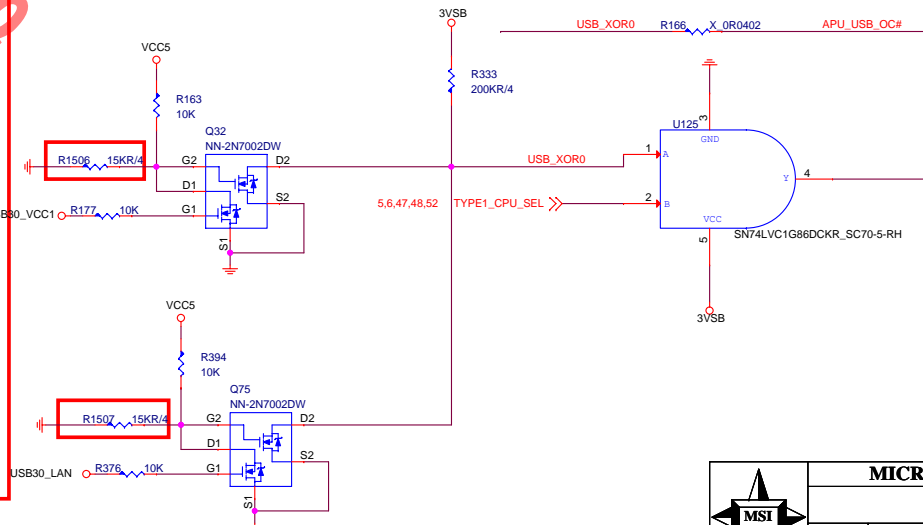 3VSB
USB_XOR0 R166 X_0R0402 APU_USB_OC#
VCC5
R333
200KR/4
R163
10K
Q32
NN-2N7002DW
U125
3
GND
R1506 15KR/4
G2
D2
USB_XOR0
1
A
Y
4
D1
S2
R177 10K
G1
5,6,47,48,52 TYPE1_CPU_SEL
2
B
VCC
5
SN74LVC1G86DCKR_SC70-5-RH
S1
3VSB
VCC5
R394
10K
Q75
NN-2N7002DW
R1507 15KR/4
G2
D2
D1
S2
USB30_LAN R376 10K
G1
S1
MSI